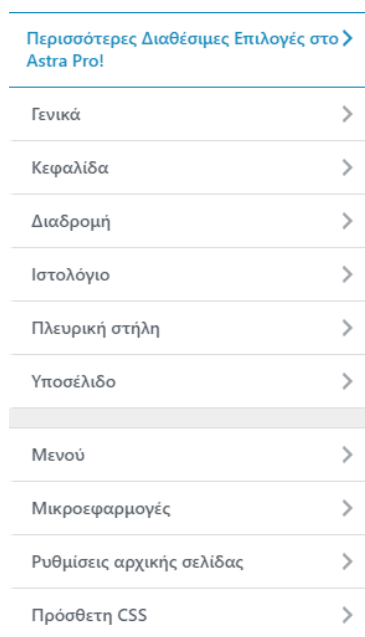 Περισσότερες Διαθέσιμες Επιλογές στο
Astra Pro!
Γενικά
Κεφαλίδα
Διαδρομή
Ιστολόγιο
Πλευρική στήλη
Υποσέλιδο
Μενού
Μικροεφαρμογές
Ρυθμίσεις αρχικής σελίδας
Πρόσθετη CSS